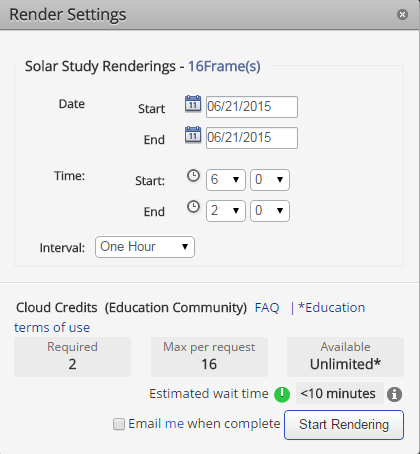 Render Settings
Solar Study Renderings - 16Frame(s)
Date Start 11 06/21/2015
End 11 06/21/2015
Time: Start: 6 0
End 2 0
Interval: One Hour
Cloud Credits (Education Community) FAQ | *Education
terms of use
Required Max per request Available
2 16 Unlimited*
Estimated wait time <10 minutes
Email me when complete Start Rendering